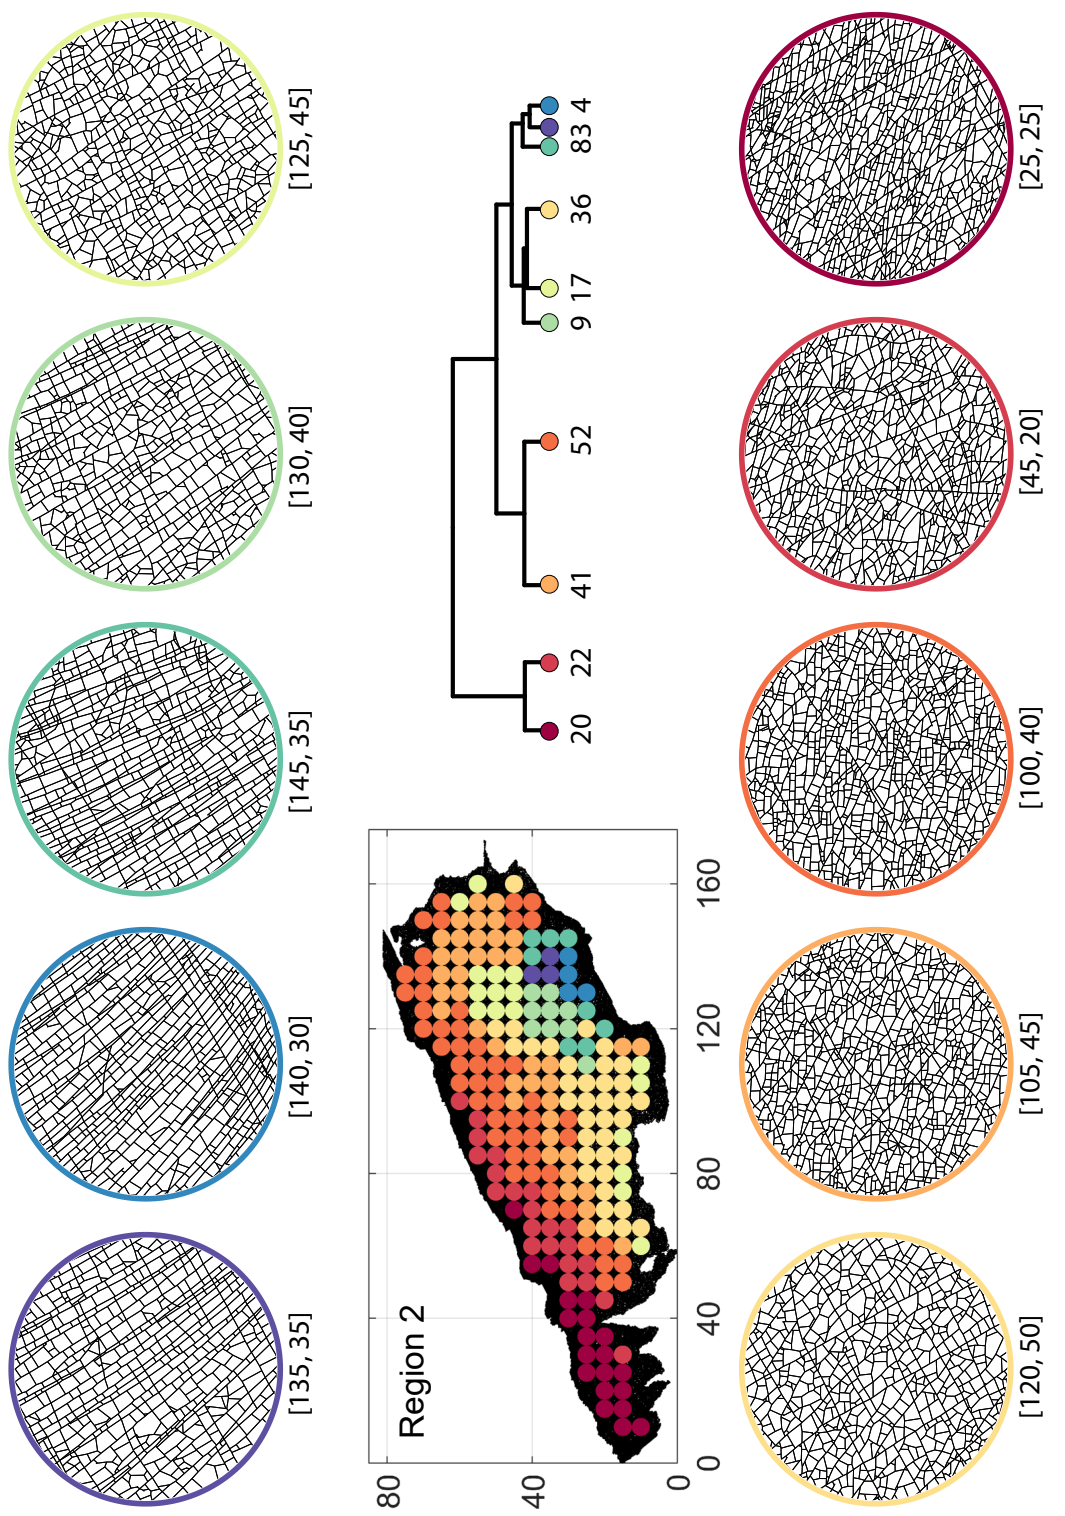 [135, 35] [140, 30] [145, 35] [130, 40] [125, 45]
80
Region 2
40
0
0 40 80 120 160
20 22 41 52 9 17 36 8 3 4
[120, 50] [105, 45] [100, 40] [45, 20] [25, 25]